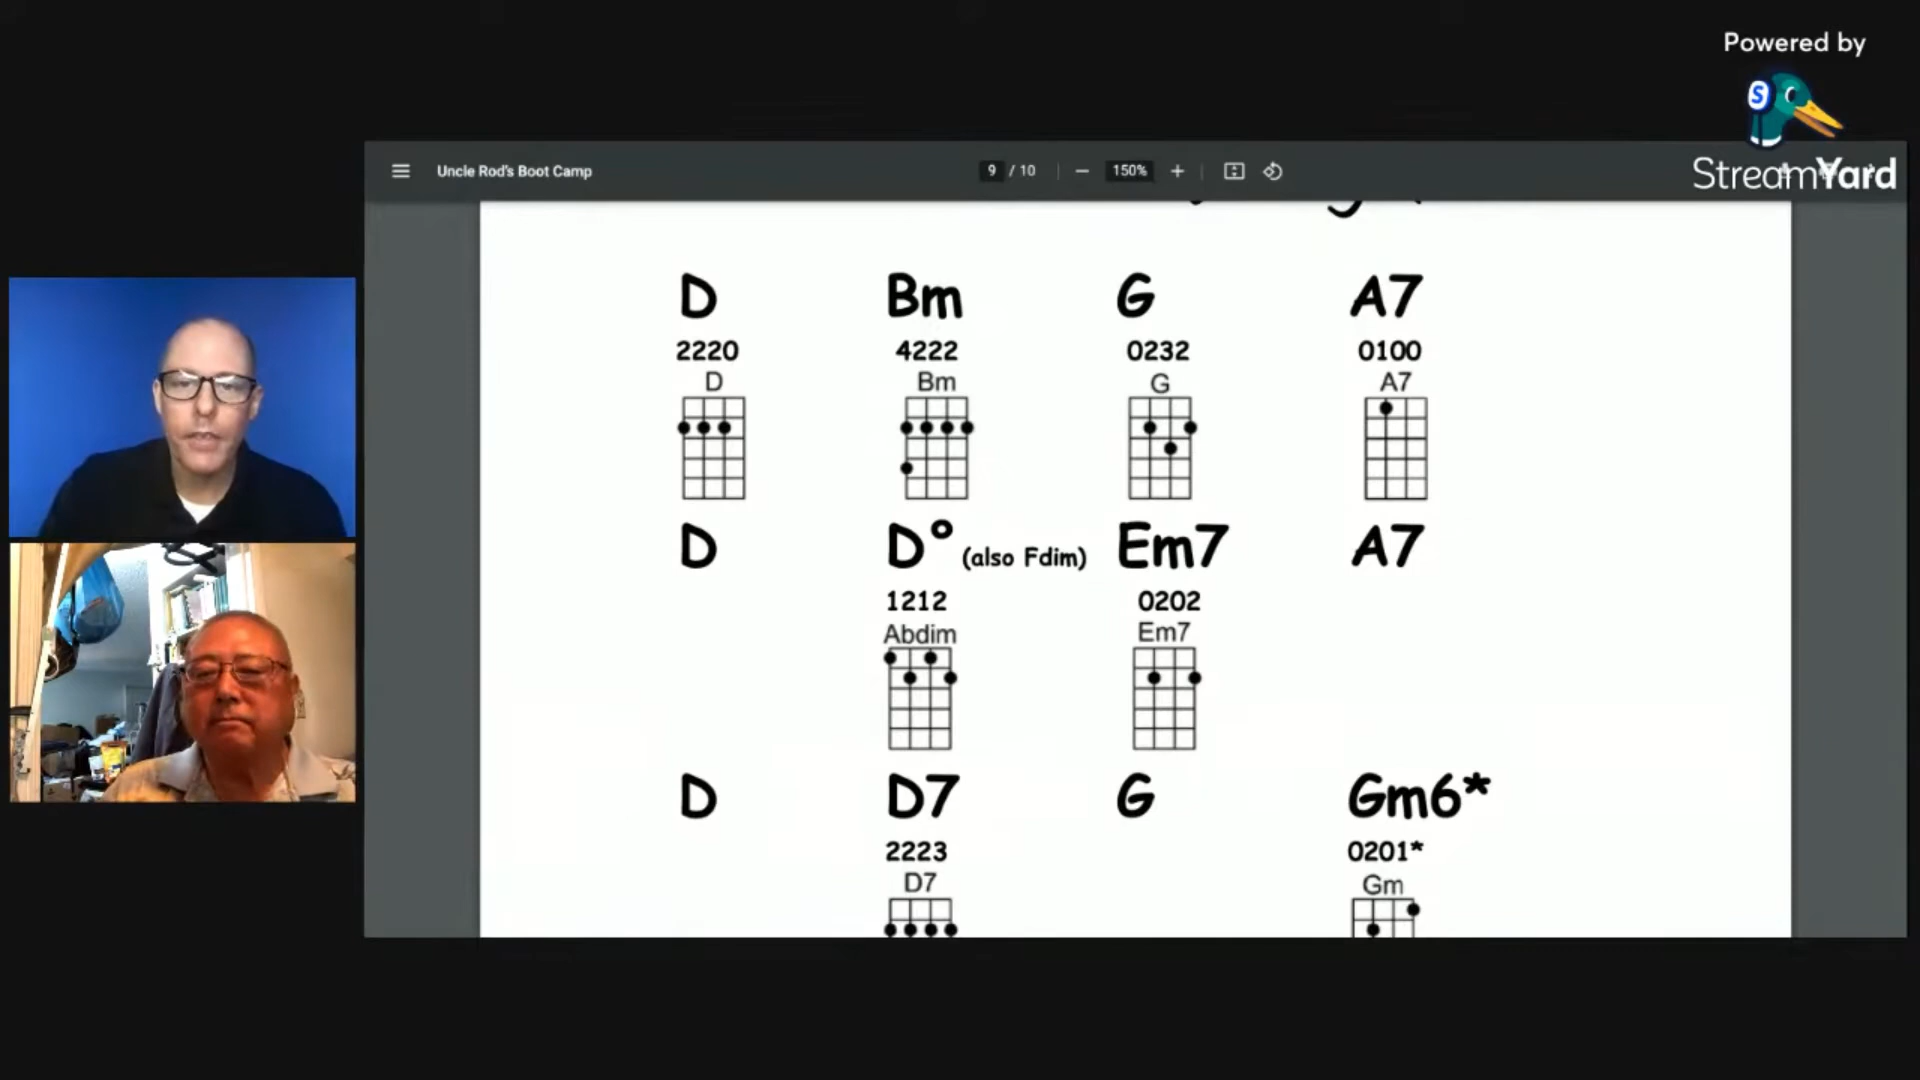 Powered by
StreamYard
Uncle Rod's Boot Camp
9 / 10
150%
D Bm G A7
2220 4222 0232 0100
D Bm G A7
D D° (also Fdim) Em7 A7
1212 0202
Abdim Em7
D D7 G Gm6*
2223 0201*
D7 Gm